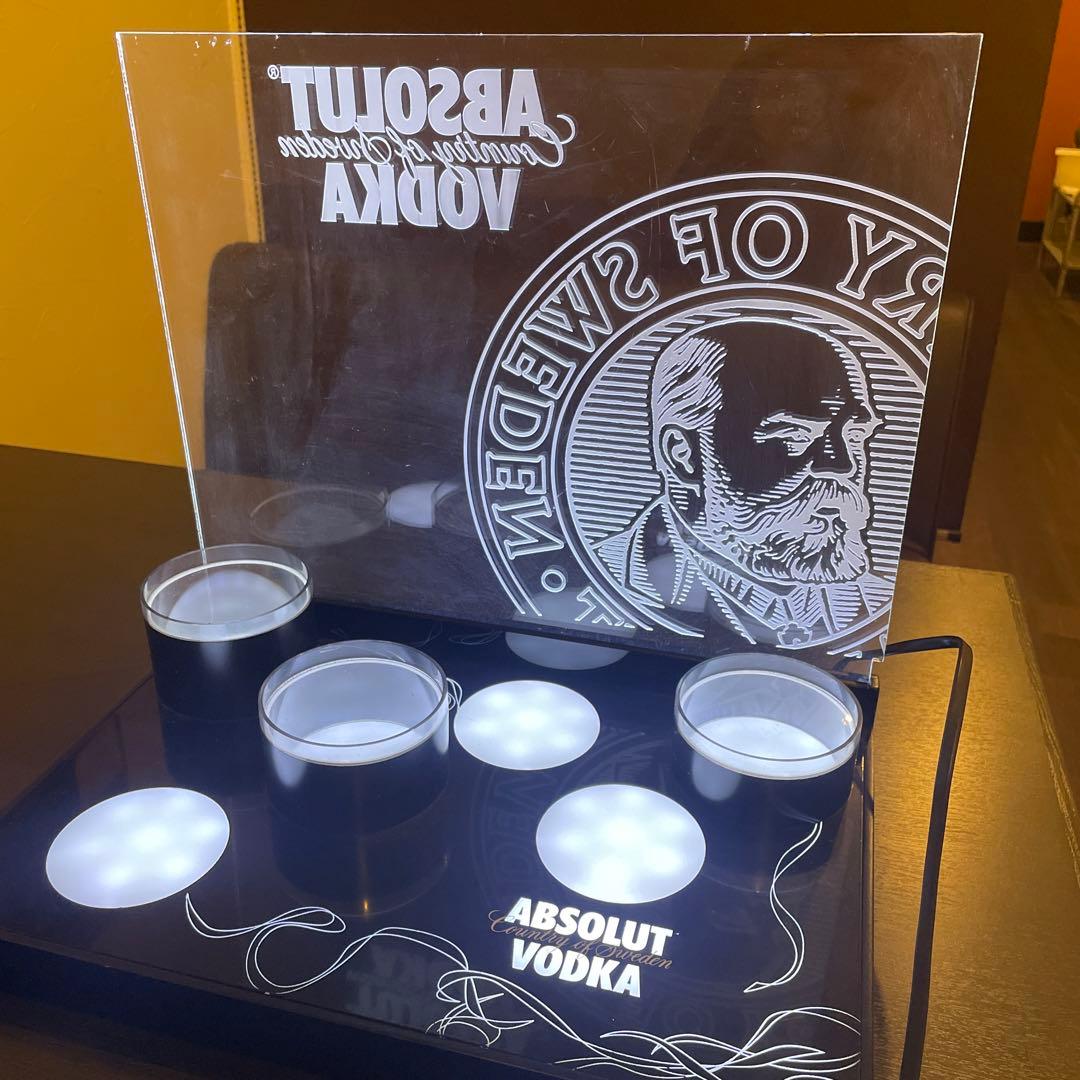 ABSOLUT®
Country of Sweden
VODKA
RY OF SWEDEN
ABSOLUT
Country of Sweden
VODKA